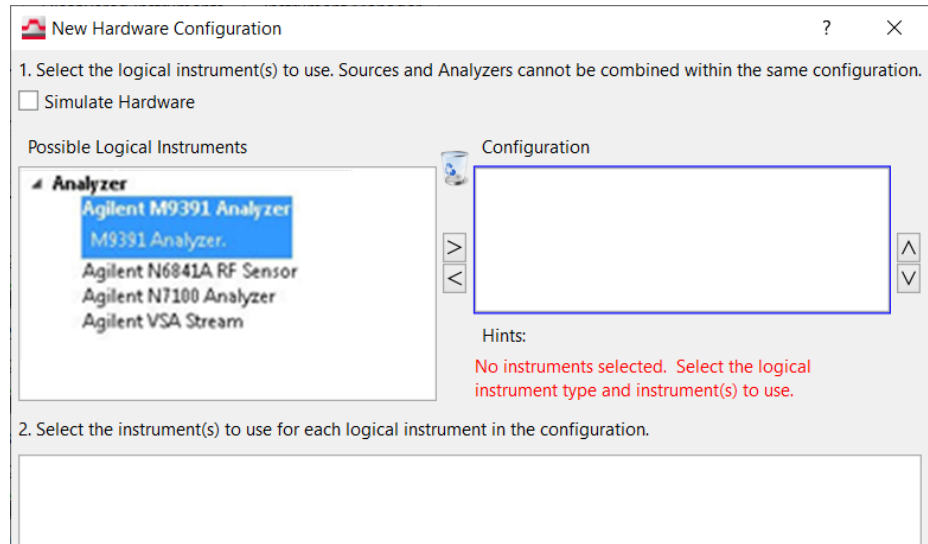 New Hardware Configuration
1. Select the logical instrument(s) to use. Sources and Analyzers cannot be combined within the same configuration.
Simulate Hardware
Possible Logical Instruments
Analyzer
Agilent M9391 Analyzer
M9391 Analyzer.
Agilent N6841A RF Sensor
Agilent N7100 Analyzer
Agilent VSA Stream
Configuration
Hints:
No instruments selected. Select the logical
instrument type and instrument(s) to use.
2. Select the instrument(s) to use for each logical instrument in the configuration.